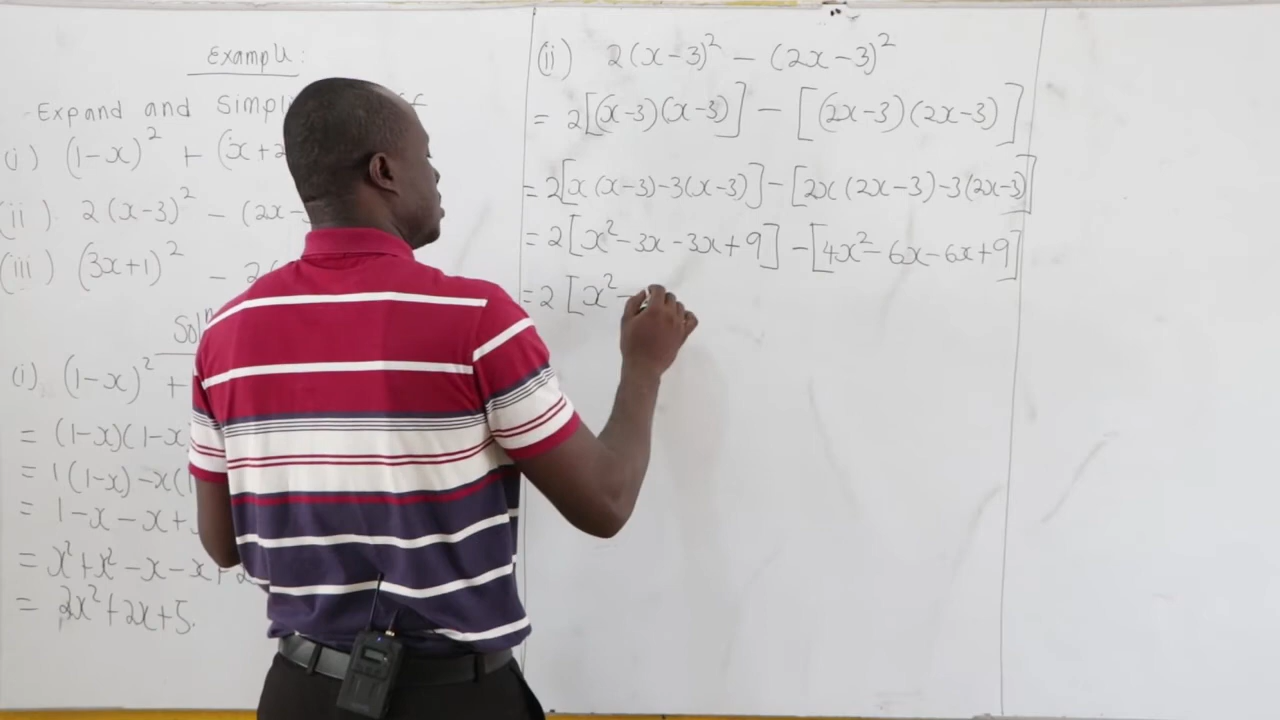 Example:
Expand and Simpl
(i) (1-x)² + (x+2
(ii). 2(x-3)² - (2x-
(iii) (3x+1)² - 2
Sol
(i). (1-x)² +
= (1-x)(1-x
= 1(1-x) -x(1
= 1-x-x+
= x²+x²-x-x+
= 2x²+2x+5.
(ii) 2(x-3)² - (2x-3)²
= 2[(x-3)(x-3)] - [(2x-3)(2x-3)]
= 2[x(x-3)-3(x-3)] - [2x(2x-3)-3(2x-3)]
= 2[x²-3x-3x+9] - [4x²-6x-6x+9]
= 2[x²-